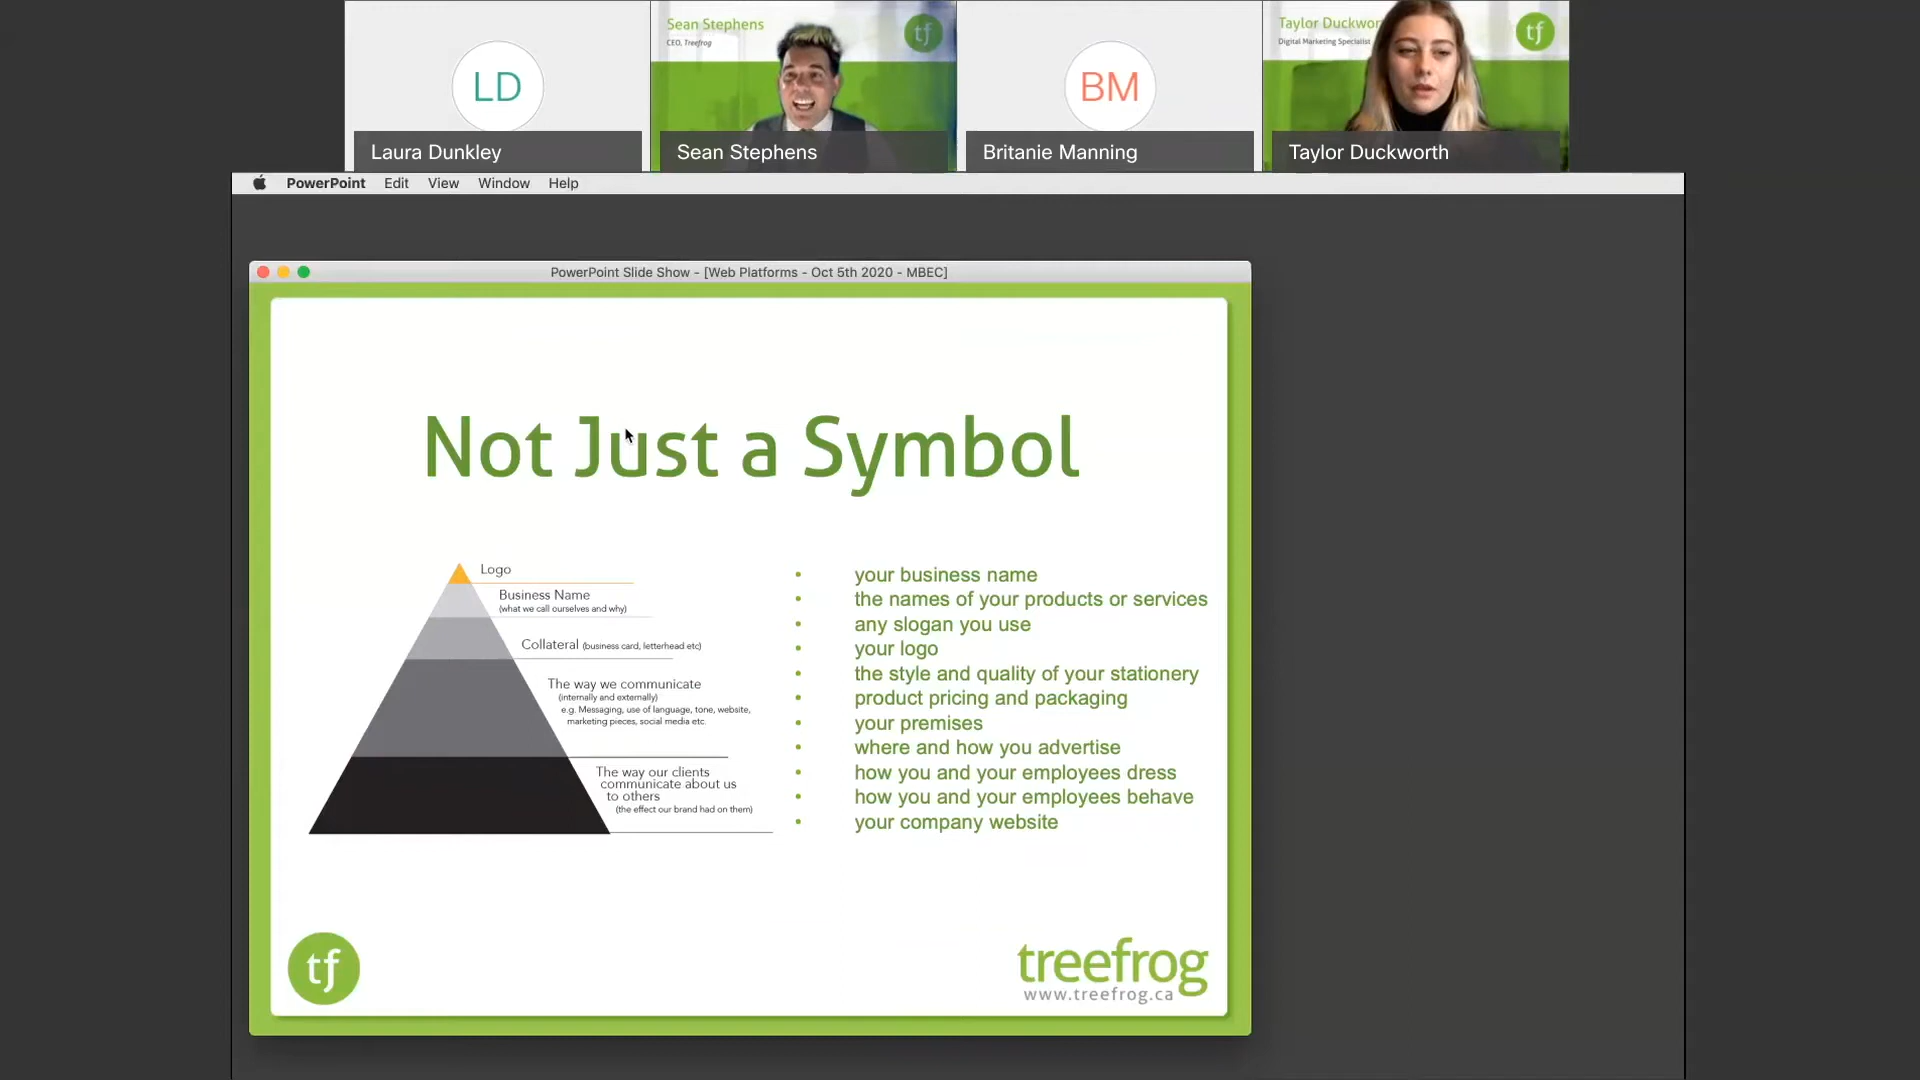 LD
Laura Dunkley
Sean Stephens
CEO, Treefrog
tf
Sean Stephens
BM
Britanie Manning
Taylor Duckwor
Digital Marketing Specialist
tf
Taylor Duckworth
PowerPoint Edit View Window Help
PowerPoint Slide Show - [Web Platforms - Oct 5th 2020 - MBEC]
Not Just a Symbol
Logo
Business Name
(what we call ourselves and why)
Collateral (business card, letterhead etc)
The way we communicate
(internally and externally)
e.g. Messaging, use of language, tone, website,
marketing pieces, social media etc.
The way our clients
communicate about us
to others
(the effect our brand had on them)
• your business name
• the names of your products or services
• any slogan you use
• your logo
• the style and quality of your stationery
• product pricing and packaging
• your premises
• where and how you advertise
• how you and your employees dress
• how you and your employees behave
• your company website
tf
treefrog
www.treefrog.ca